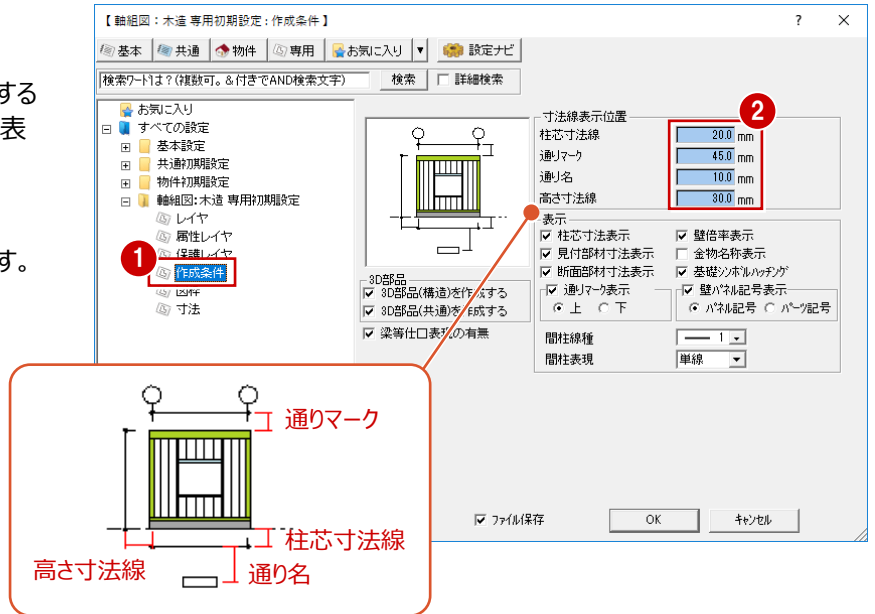 【 軸組図：木造 専用初期設定 : 作成条件 】 ? ×
基本 共通 物件 専用 お気に入り ▼ 設定ナビ
検索ワードは？(複数可。＆付きでAND検索文字) 検索 詳細検索
する
表
す。
お気に入り
すべての設定
基本設定
共通初期設定
物件初期設定
軸組図:木造 専用初期設定
レイヤ
属性レイヤ
保護レイヤ
1
作成条件
図枠
寸法
3D部品
3D部品(構造)を作成する
3D部品(共通)を作成する
梁等仕口表現の有無
寸法線表示位置
2
柱芯寸法線 20.0 mm
通りマーク 45.0 mm
通り名 10.0 mm
高さ寸法線 30.0 mm
表示
柱芯寸法表示 壁倍率表示
見付部材寸法表示 金物名称表示
断面部材寸法表示 基礎シンボルハッチング
通りマーク表示 壁パネル記号表示
上 下 パネル記号 パーツ記号
間柱線種 1
間柱表現 単線
通りマーク
柱芯寸法線
高さ寸法線 通り名
ファイル保存 OK キャンセル